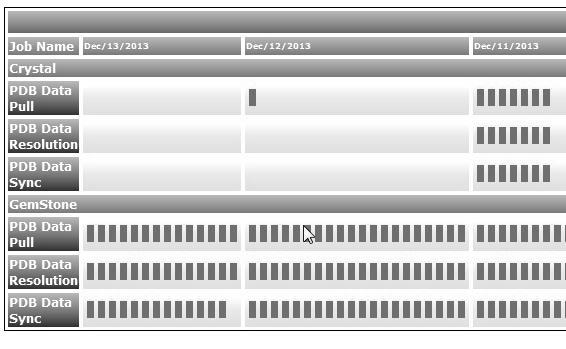 Job Name Dec/13/2013 Dec/12/2013 Dec/11/2013
Crystal
PDB Data
Pull
PDB Data
Resolution
PDB Data
Sync
GemStone
PDB Data
Pull
PDB Data
Resolution
PDB Data
Sync